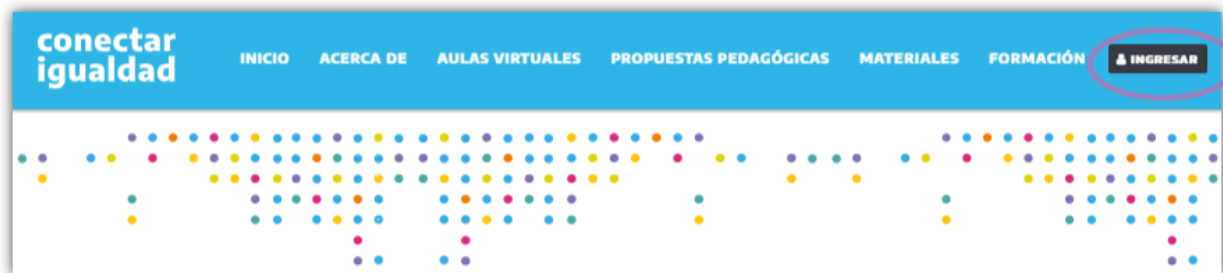 conectar
igualdad
INICIO ACERCA DE AULAS VIRTUALES PROPUESTAS PEDAGÓGICAS MATERIALES FORMACIÓN INGRESAR